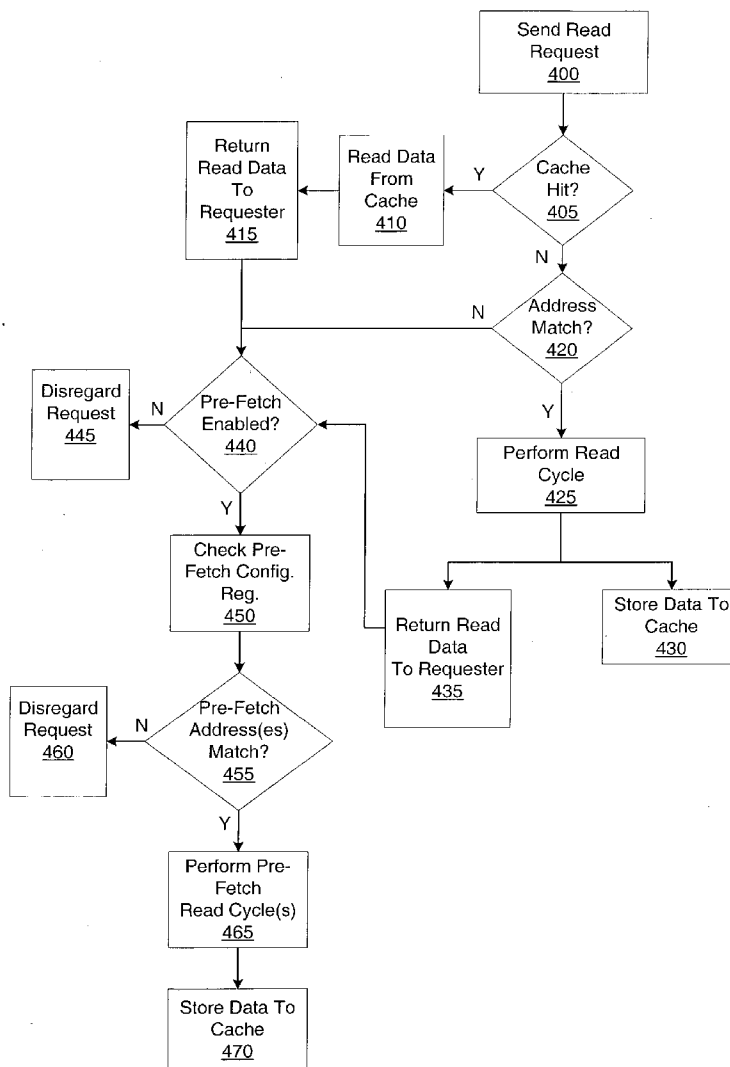 Send Read
Request
400
Cache
Hit?
405
Y
N
Read Data
From
Cache
410
Return
Read Data
To
Requester
415
Address
Match?
420
N
Y
Pre-Fetch
Enabled?
440
N
Y
Disregard
Request
445
Perform Read
Cycle
425
Check Pre-
Fetch Config.
Reg.
450
Return Read
Data
To Requester
435
Store Data To
Cache
430
Pre-Fetch
Address(es)
Match?
455
N
Y
Disregard
Request
460
Perform Pre-
Fetch
Read Cycle(s)
465
Store Data To
Cache
470